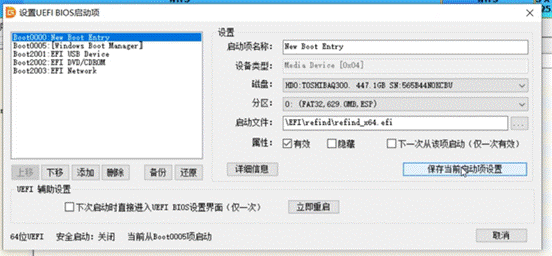 设置UEFI BIOS启动项
Boot0000:New Boot Entry
Boot0005:[Windows Boot Manager]
Boot2001:EFI USB Device
Boot2002:EFI DVD/CDROM
Boot2003:EFI Network
上移 下移 添加 删除 备份 还原
设置
启动项名称: New Boot Entry
设备类型: Media Device [0x04]
磁盘: HD0:TOSHIBAQ300. 447.1GB SN:565B44NOKCBU
分区: 0: (FAT32,629.0MB,ESP)
启动文件: \EFI\refind\refind_x64.efi ...
属性: 有效 隐藏 下一次从该项启动（仅一次有效）
详细信息 保存当前启动项设置
UEFI 辅助设置
下次启动时直接进入UEFI BIOS设置界面（仅一次） 立即重启
64位UEFI 安全启动: 关闭 当前从Boot0005项启动 取消